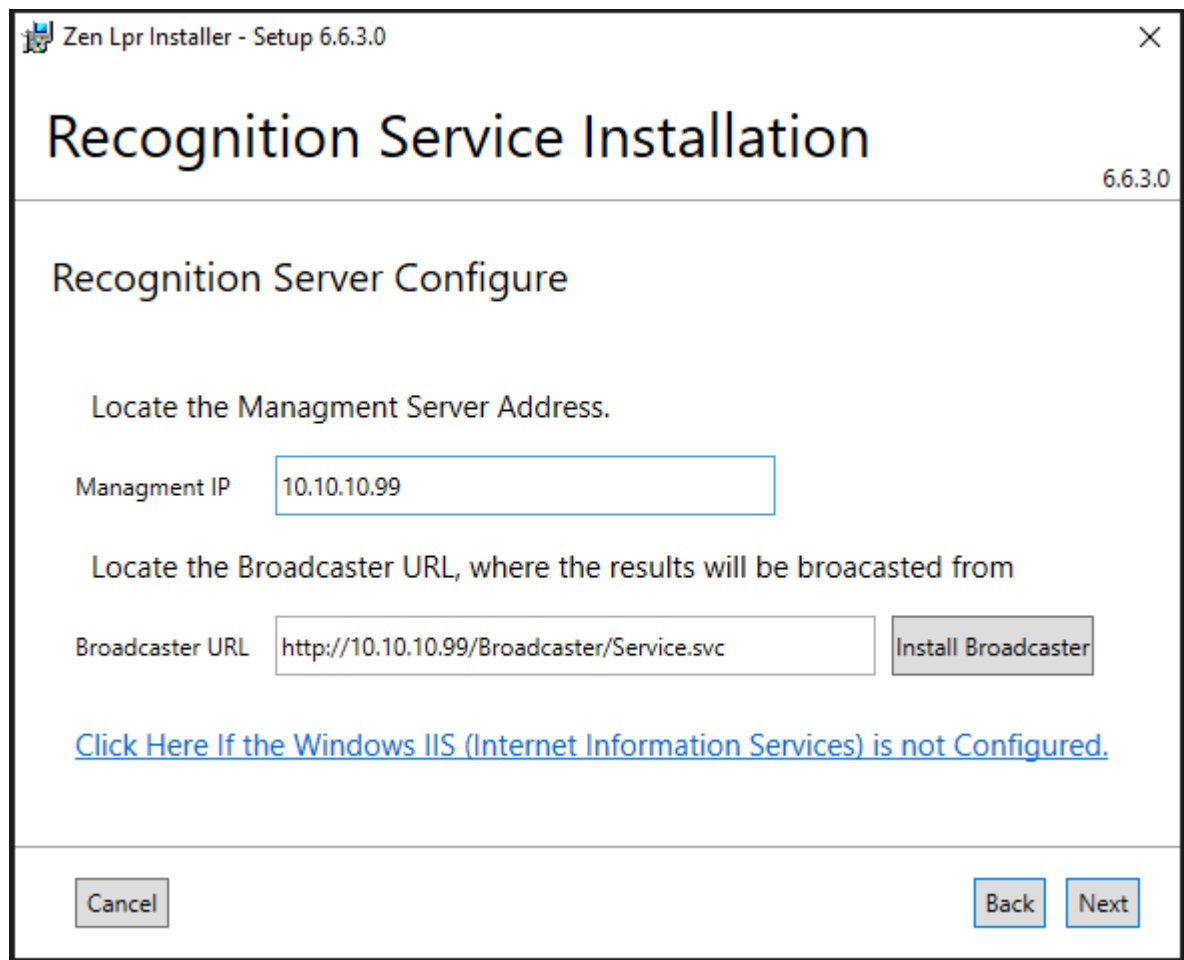 Zen Lpr Installer - Setup 6.6.3.0
Recognition Service Installation
6.6.3.0
Recognition Server Configure
Locate the Managment Server Address.
Managment IP 10.10.10.99
Locate the Broadcaster URL, where the results will be broacasted from
Broadcaster URL http://10.10.10.99/Broadcaster/Service.svc Install Broadcaster
Click Here If the Windows IIS (Internet Information Services) is not Configured.
Cancel Back Next